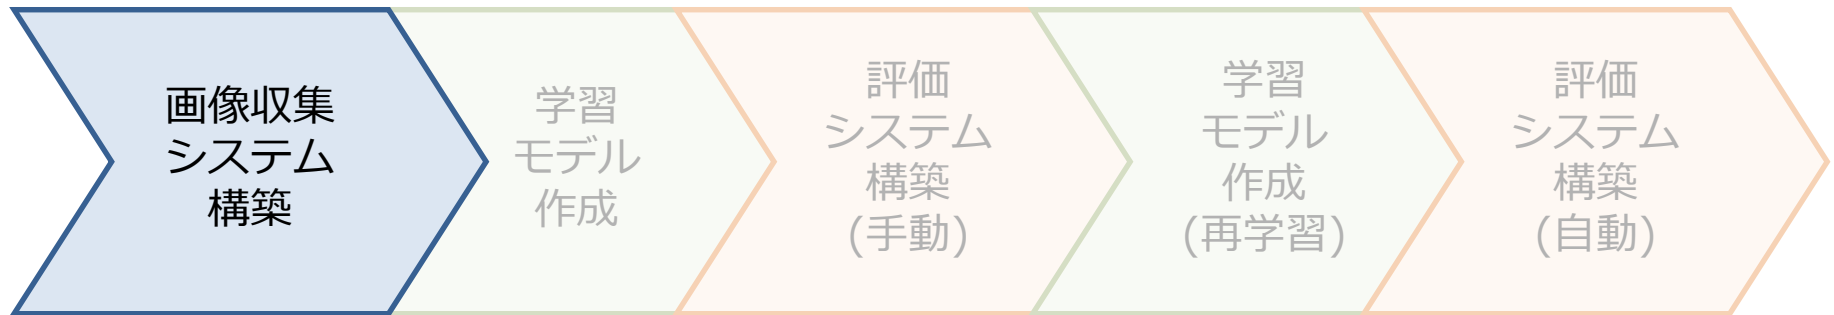 画像収集
システム
構築
学習
モデル
作成
評価
システム
構築
(手動)
学習
モデル
作成
(再学習)
評価
システム
構築
(自動)